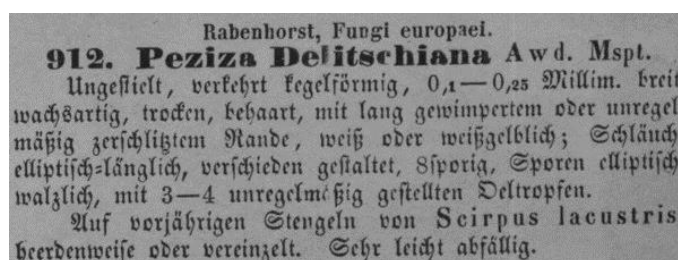 Rabenhorst, Fungi europaei.
912. Peziza Delitschiana Awd. Mspt.
Ungestielt, verkehrt kegelförmig, 0,1—0,25 Millim. breit
wachsartig, trocken, behaart, mit lang gewimpertem oder unregel
mäßig zerschlitztem Rande, weiß oder weißgelblich; Schläuch
elliptisch-länglich, verschieden gestaltet, 8sporig, Sporen elliptisch
walzlich, mit 3—4 unregelmäßig gestellten Oeltropfen.
Auf vorjährigen Stengeln von Scirpus lacustris
heerdenweise oder vereinzelt. Sehr leicht abfällig.